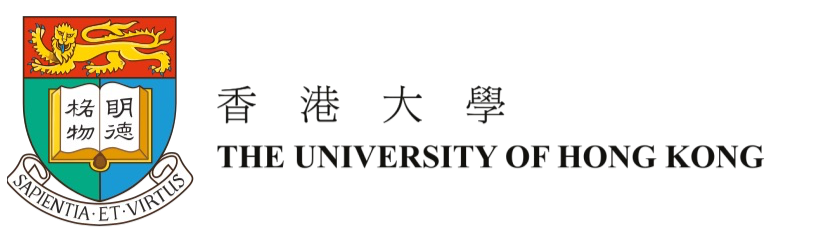 明德
格物
SAPIENTIA·ET·VIRTUS
香港大學
THE UNIVERSITY OF HONG KONG